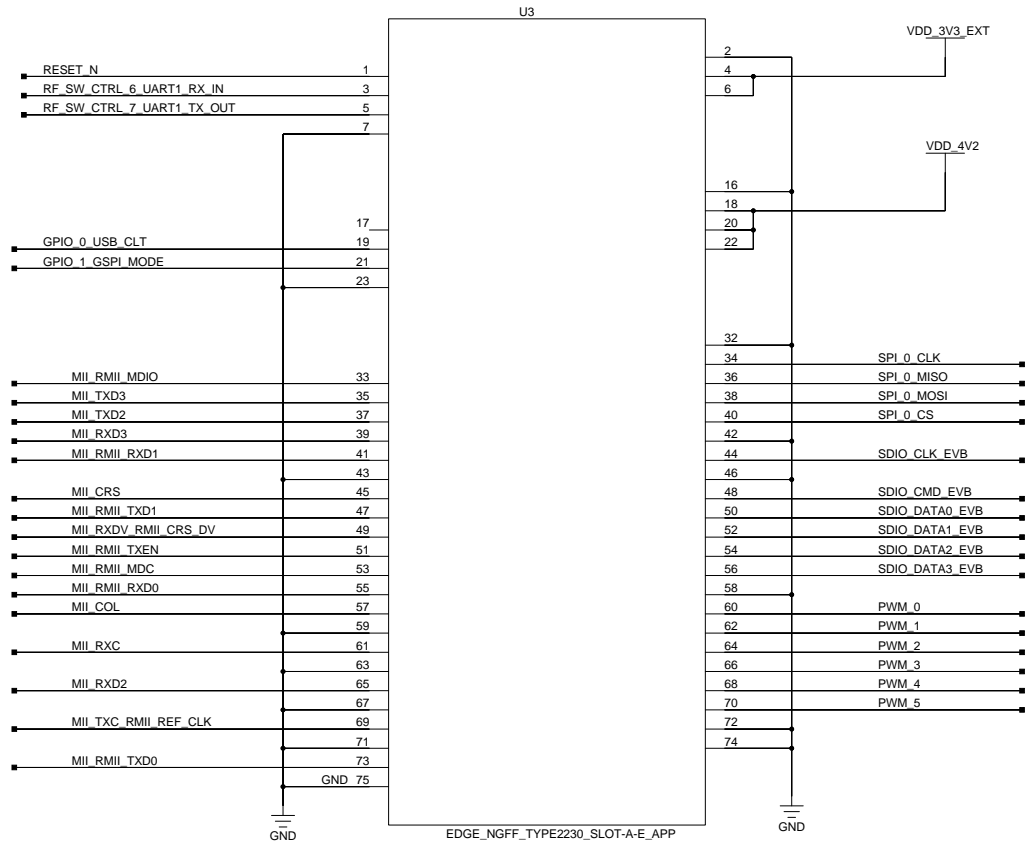 U3
VDD_3V3_EXT
2
RESET_N 1 4
RF_SW_CTRL_6_UART1_RX_IN 3 6
RF_SW_CTRL_7_UART1_TX_OUT 5
7
VDD_4V2
16
18
17 20
GPIO_0_USB_CLT 19 22
GPIO_1_GSPI_MODE 21
23
32
34 SPI_0_CLK
MII_RMII_MDIO 33 36 SPI_0_MISO
MII_TXD3 35 38 SPI_0_MOSI
MII_TXD2 37 40 SPI_0_CS
MII_RXD3 39 42
MII_RMII_RXD1 41 44 SDIO_CLK_EVB
43 46
MII_CRS 45 48 SDIO_CMD_EVB
MII_RMII_TXD1 47 50 SDIO_DATA0_EVB
MII_RXDV_RMII_CRS_DV 49 52 SDIO_DATA1_EVB
MII_RMII_TXEN 51 54 SDIO_DATA2_EVB
MII_RMII_MDC 53 56 SDIO_DATA3_EVB
MII_RMII_RXD0 55 58
MII_COL 57 60 PWM_0
59 62 PWM_1
MII_RXC 61 64 PWM_2
63 66 PWM_3
MII_RXD2 65 68 PWM_4
67 70 PWM_5
MII_TXC_RMII_REF_CLK 69 72
71 74
MII_RMII_TXD0 73
GND 75
GND
GND
EDGE_NGFF_TYPE2230_SLOT-A-E_APP